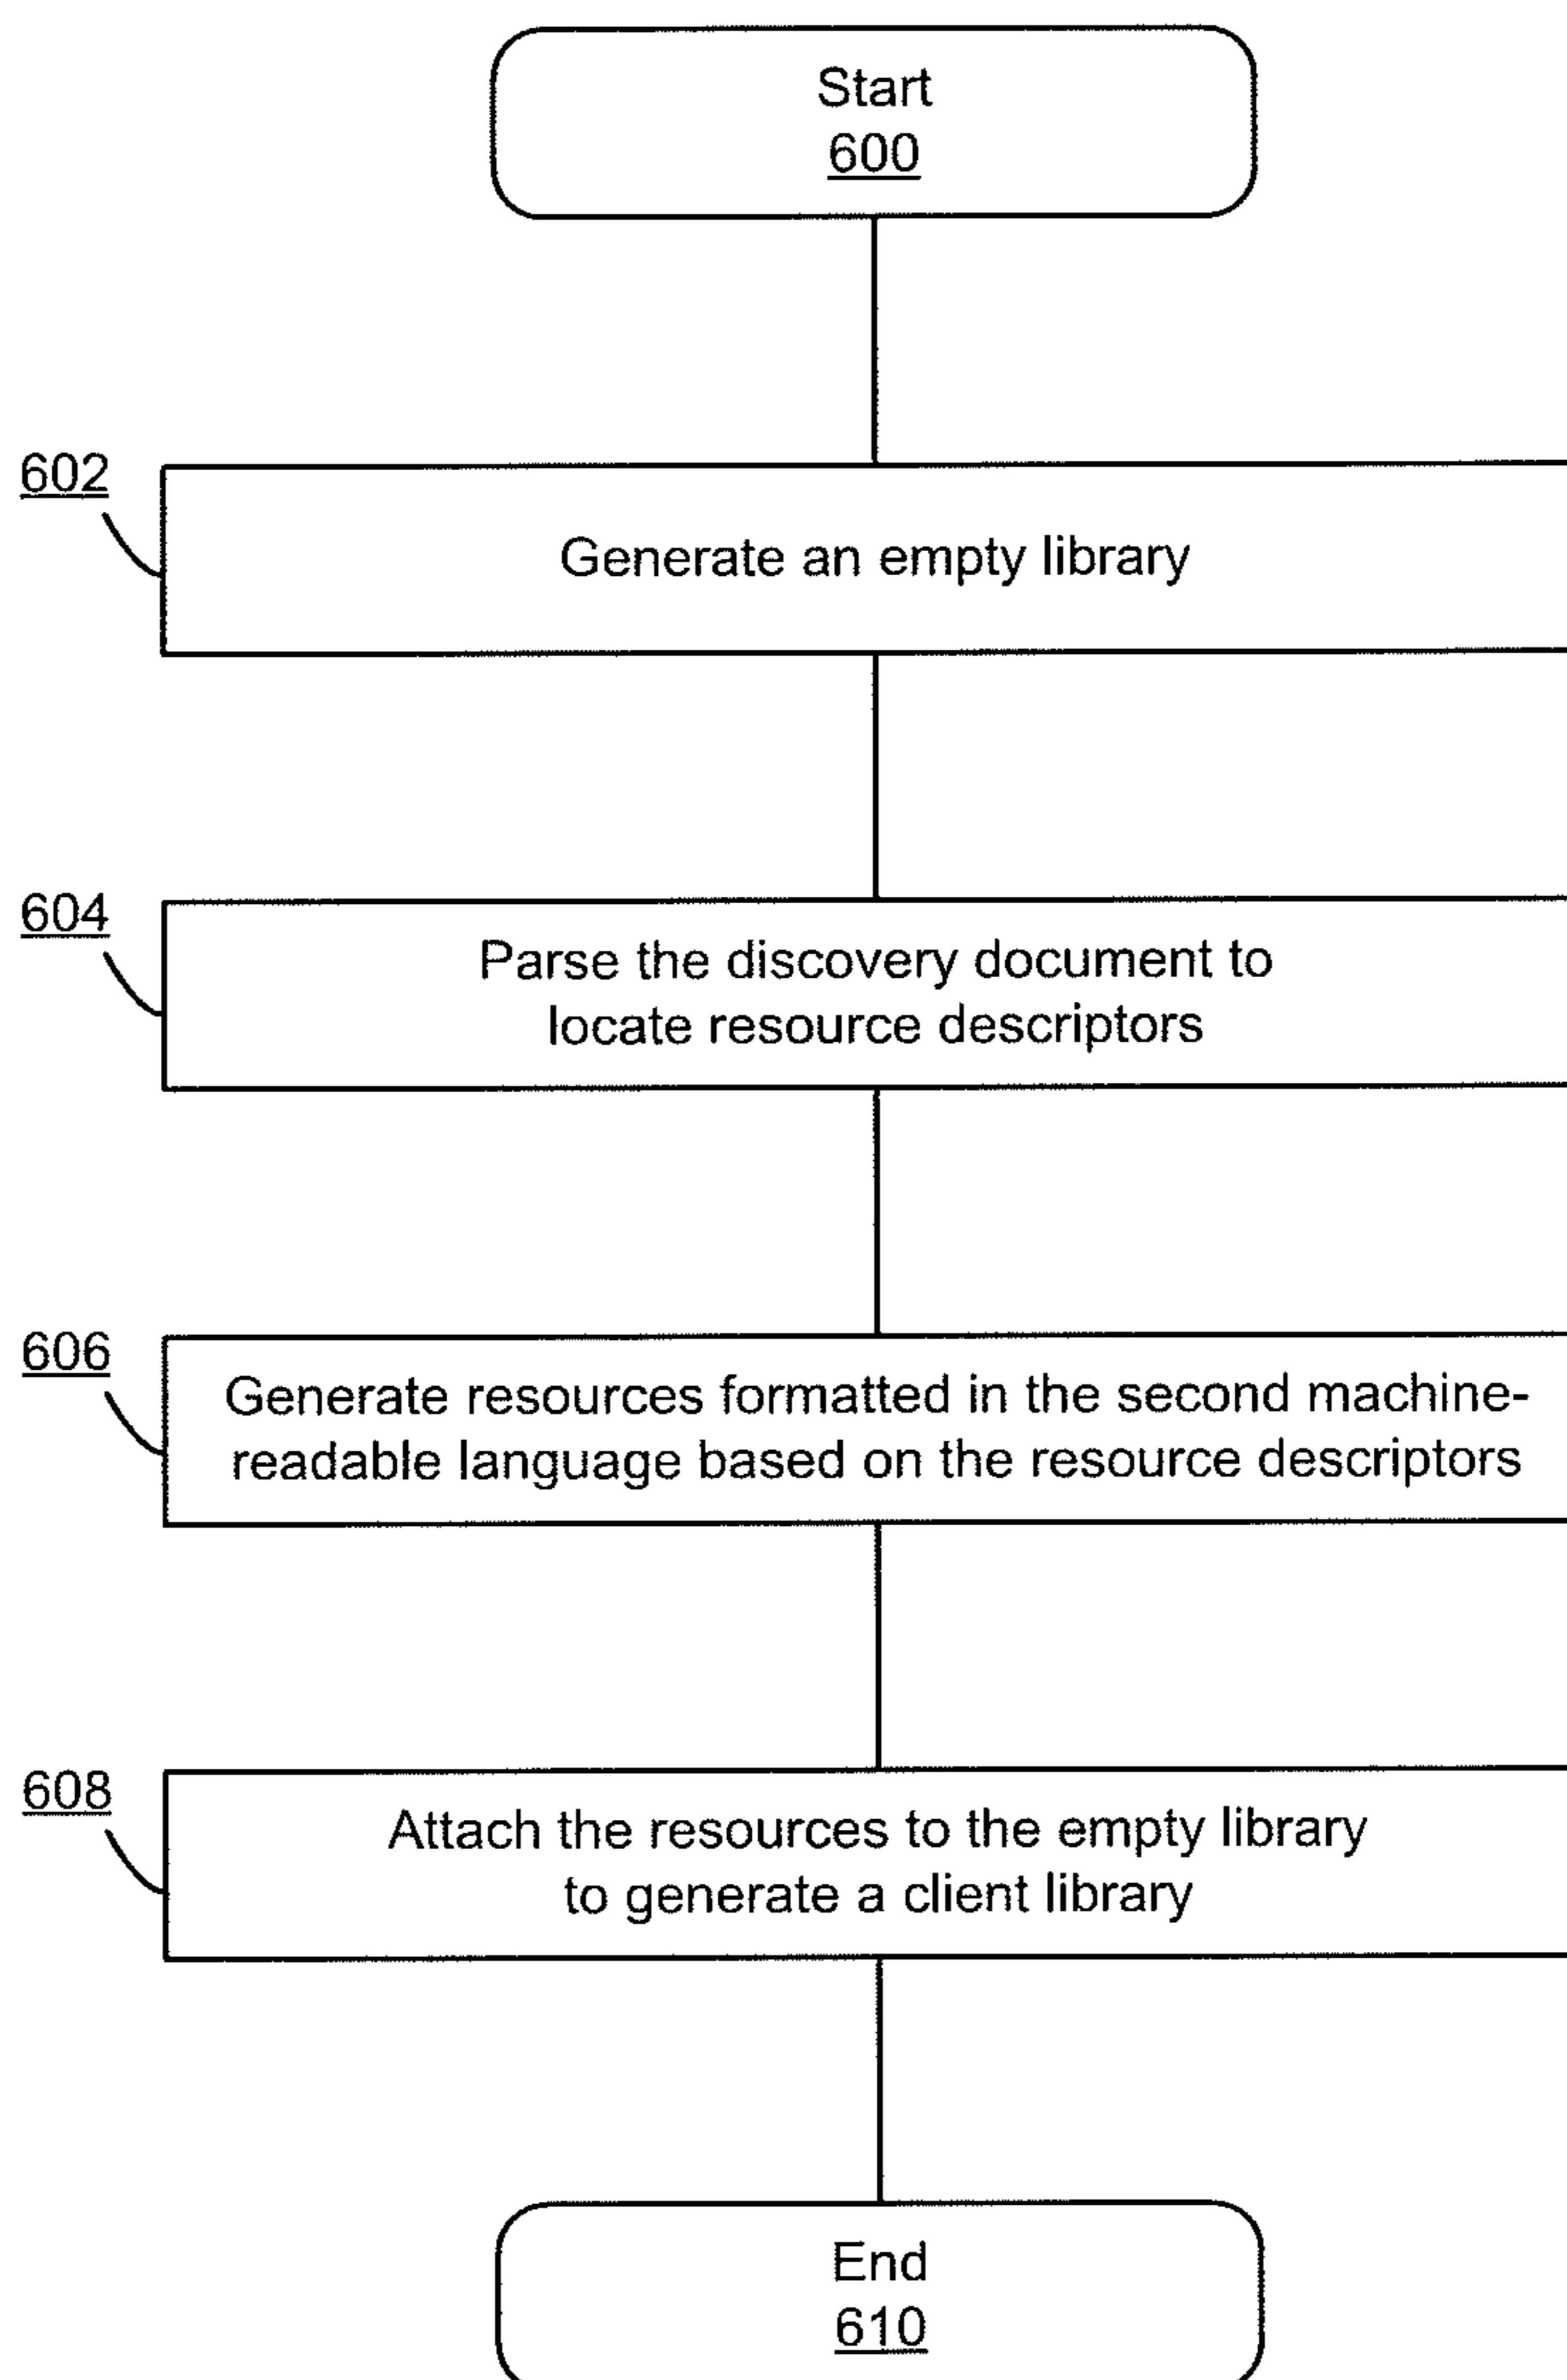 Start
600
602
Generate an empty library
604
Parse the discovery document to
locate resource descriptors
606
Generate resources formatted in the second machine-
readable language based on the resource descriptors
608
Attach the resources to the empty library
to generate a client library
End
610